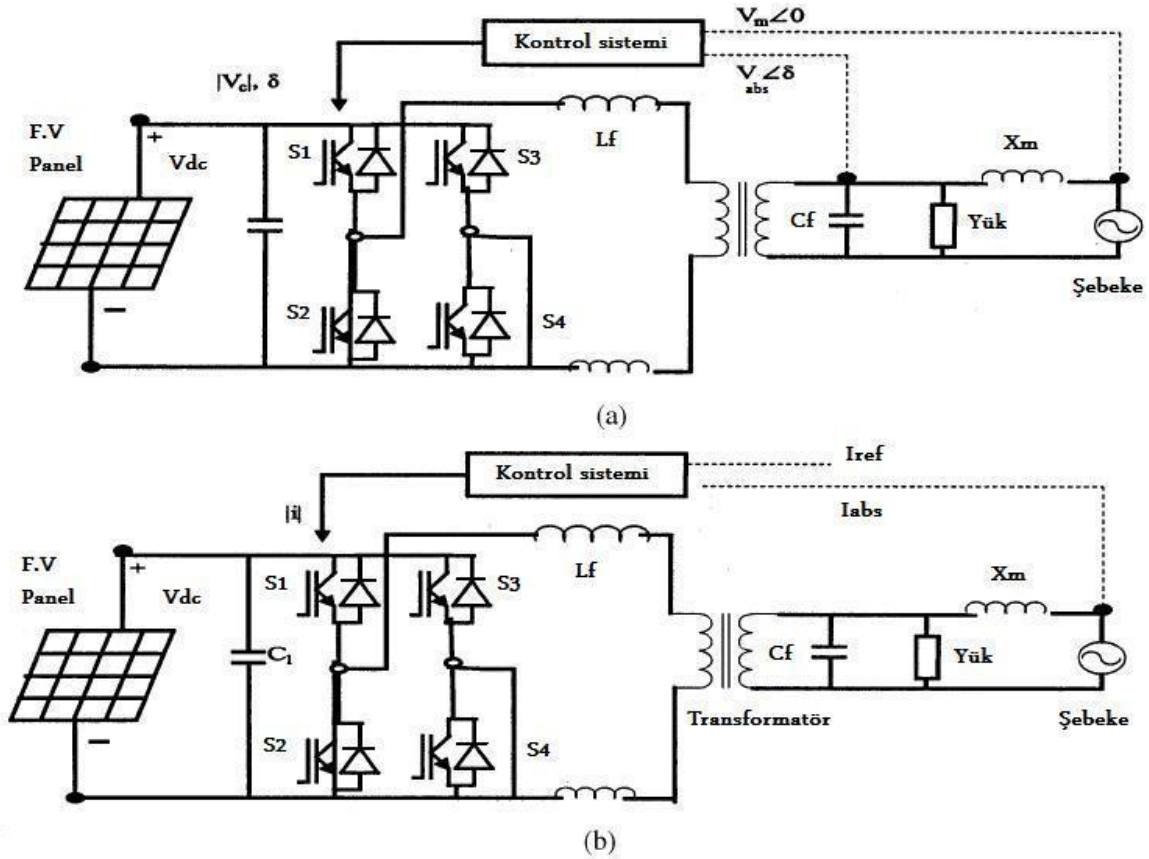 Vm∠0
Kontrol sistemi
V∠δ
abs
|Vc|, δ
F.V
Panel
+
Vdc
S1
S3
Lf
Xm
Cf
Yük
S2
S4
Şebeke
−
(a)
Kontrol sistemi
Iref
Iabs
|i|
F.V
Panel
+
Vdc
S1
S3
Lf
Xm
C1
Cf
Yük
S2
S4
Transformatör
Şebeke
−
(b)